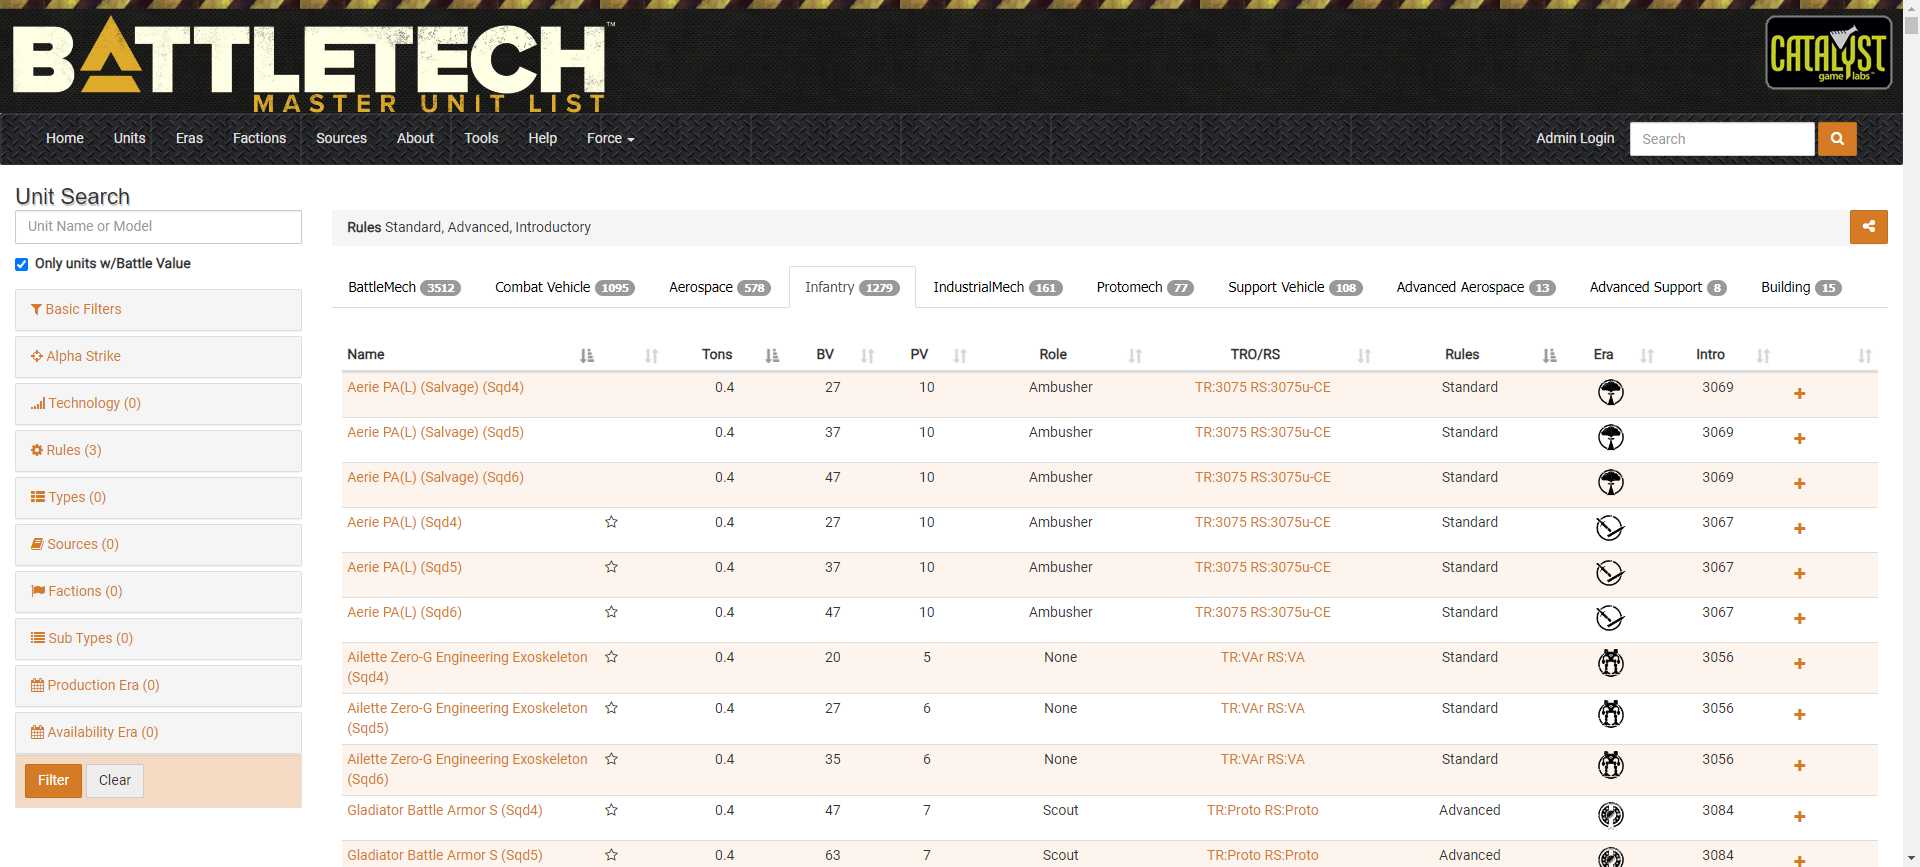 BATTLETECH™
MASTER UNIT LIST
CATALYST
game labs™
Home Units Eras Factions Sources About Tools Help Force Admin Login Search
Unit Search
Unit Name or Model
Only units w/Battle Value
Basic Filters
Alpha Strike
Technology (0)
Rules (3)
Types (0)
Sources (0)
Factions (0)
Sub Types (0)
Production Era (0)
Availability Era (0)
Filter Clear
Rules Standard, Advanced, Introductory
BattleMech 3512 Combat Vehicle 1095 Aerospace 578 Infantry 1279 IndustrialMech 161 Protomech 77 Support Vehicle 108 Advanced Aerospace 13 Advanced Support 8 Building 15
Name Tons BV PV Role TRO/RS Rules Era Intro
Aerie PA(L) (Salvage) (Sqd4) 0.4 27 10 Ambusher TR:3075 RS:3075u-CE Standard 3069
Aerie PA(L) (Salvage) (Sqd5) 0.4 37 10 Ambusher TR:3075 RS:3075u-CE Standard 3069
Aerie PA(L) (Salvage) (Sqd6) 0.4 47 10 Ambusher TR:3075 RS:3075u-CE Standard 3069
Aerie PA(L) (Sqd4) 0.4 27 10 Ambusher TR:3075 RS:3075u-CE Standard 3067
Aerie PA(L) (Sqd5) 0.4 37 10 Ambusher TR:3075 RS:3075u-CE Standard 3067
Aerie PA(L) (Sqd6) 0.4 47 10 Ambusher TR:3075 RS:3075u-CE Standard 3067
Ailette Zero-G Engineering Exoskeleton 0.4 20 5 None TR:VAr RS:VA Standard 3056
(Sqd4)
Ailette Zero-G Engineering Exoskeleton 0.4 27 6 None TR:VAr RS:VA Standard 3056
(Sqd5)
Ailette Zero-G Engineering Exoskeleton 0.4 35 6 None TR:VAr RS:VA Standard 3056
(Sqd6)
Gladiator Battle Armor S (Sqd4) 0.4 47 7 Scout TR:Proto RS:Proto Advanced 3084
Gladiator Battle Armor S (Sqd5) 0.4 63 7 Scout TR:Proto RS:Proto Advanced 3084